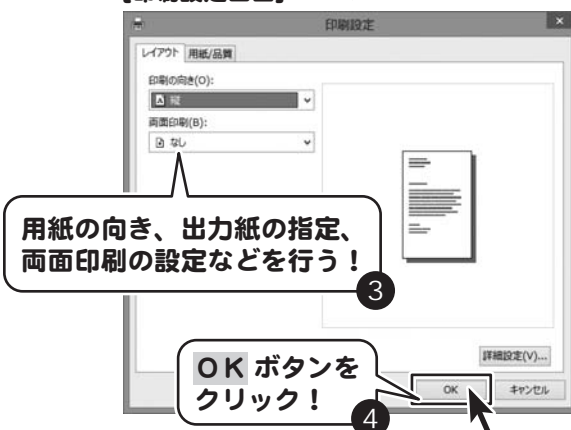 印刷設定
レイアウト 用紙/品質
印刷の向き(O):
縦
両面印刷(B):
なし
用紙の向き、出力紙の指定、
両面印刷の設定などを行う！
3
詳細設定(V)...
OK ボタンを
クリック！
4
OK キャンセル